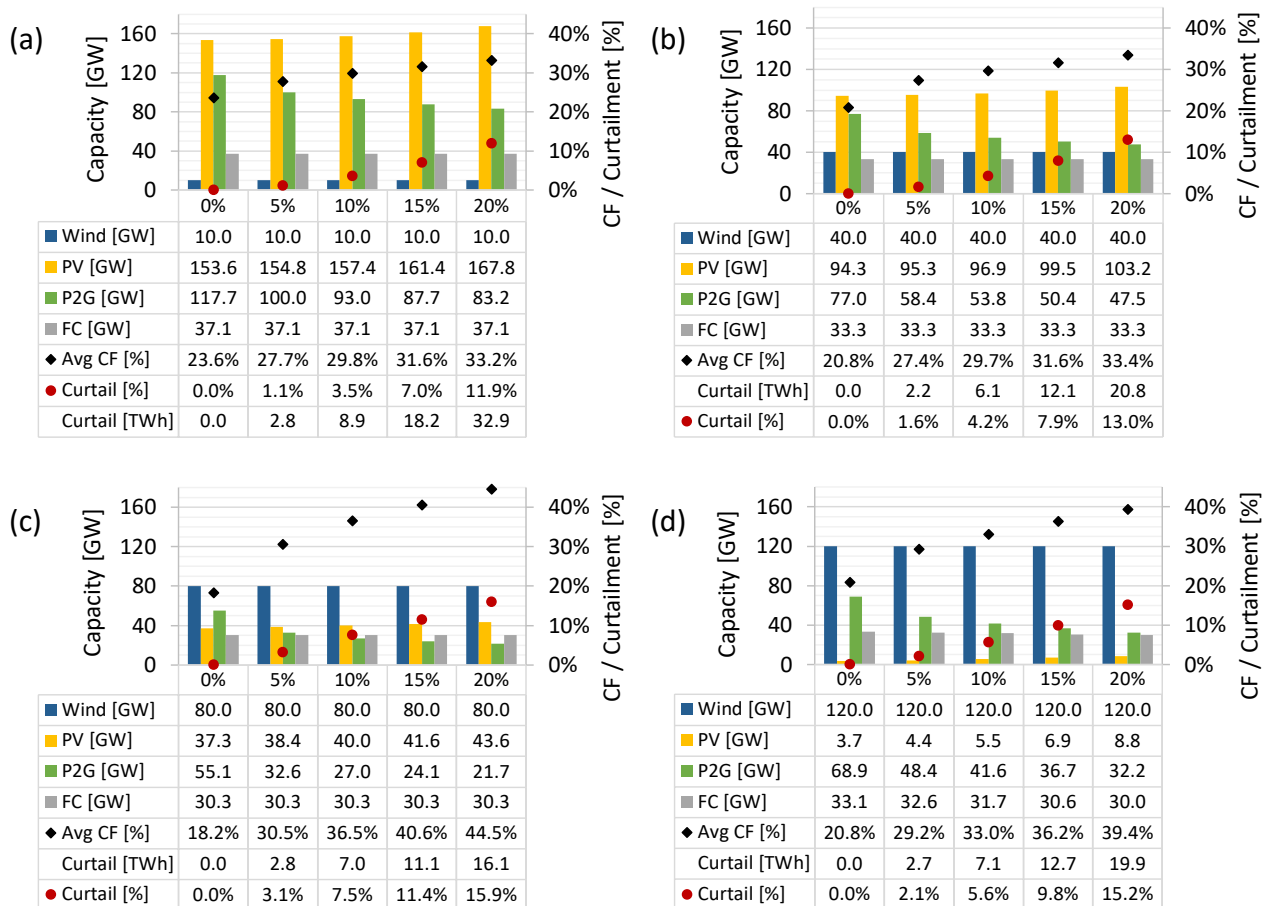 (a)
Capacity [GW]
160
120
80
40
0
40%
30%
20%
10%
0%
CF / Curtailment [%]
0% 5% 10% 15% 20%
Wind [GW] 10.0 10.0 10.0 10.0 10.0
PV [GW] 153.6 154.8 157.4 161.4 167.8
P2G [GW] 117.7 100.0 93.0 87.7 83.2
FC [GW] 37.1 37.1 37.1 37.1 37.1
Avg CF [%] 23.6% 27.7% 29.8% 31.6% 33.2%
Curtail [%] 0.0% 1.1% 3.5% 7.0% 11.9%
Curtail [TWh] 0.0 2.8 8.9 18.2 32.9
(b)
Capacity [GW]
160
120
80
40
0
40%
30%
20%
10%
0%
CF / Curtailment [%]
0% 5% 10% 15% 20%
Wind [GW] 40.0 40.0 40.0 40.0 40.0
PV [GW] 94.3 95.3 96.9 99.5 103.2
P2G [GW] 77.0 58.4 53.8 50.4 47.5
FC [GW] 33.3 33.3 33.3 33.3 33.3
Avg CF [%] 20.8% 27.4% 29.7% 31.6% 33.4%
Curtail [TWh] 0.0 2.2 6.1 12.1 20.8
Curtail [%] 0.0% 1.6% 4.2% 7.9% 13.0%
(c)
Capacity [GW]
160
120
80
40
0
40%
30%
20%
10%
0%
CF / Curtailment [%]
0% 5% 10% 15% 20%
Wind [GW] 80.0 80.0 80.0 80.0 80.0
PV [GW] 37.3 38.4 40.0 41.6 43.6
P2G [GW] 55.1 32.6 27.0 24.1 21.7
FC [GW] 30.3 30.3 30.3 30.3 30.3
Avg CF [%] 18.2% 30.5% 36.5% 40.6% 44.5%
Curtail [TWh] 0.0 2.8 7.0 11.1 16.1
Curtail [%] 0.0% 3.1% 7.5% 11.4% 15.9%
(d)
Capacity [GW]
160
120
80
40
0
40%
30%
20%
10%
0%
CF / Curtailment [%]
0% 5% 10% 15% 20%
Wind [GW] 120.0 120.0 120.0 120.0 120.0
PV [GW] 3.7 4.4 5.5 6.9 8.8
P2G [GW] 68.9 48.4 41.6 36.7 32.2
FC [GW] 33.1 32.6 31.7 30.6 30.0
Avg CF [%] 20.8% 29.2% 33.0% 36.2% 39.4%
Curtail [TWh] 0.0 2.7 7.1 12.7 19.9
Curtail [%] 0.0% 2.1% 5.6% 9.8% 15.2%